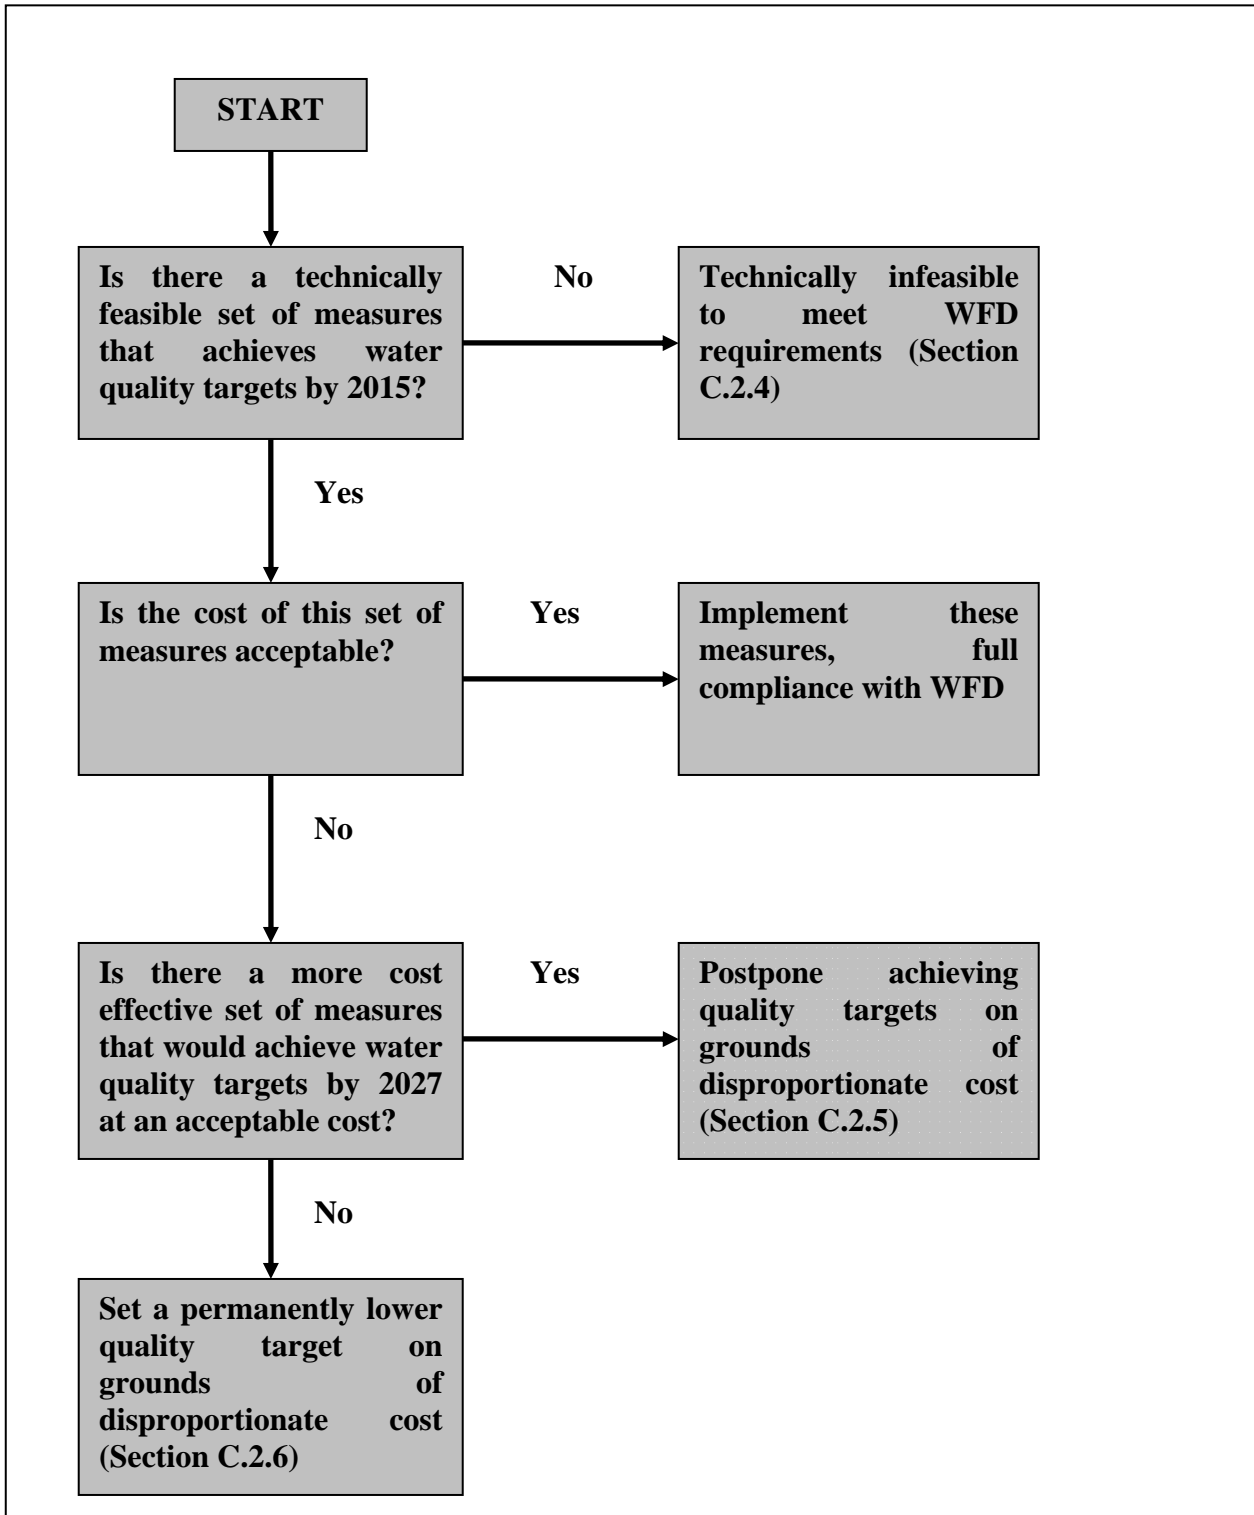 START
Is there a technically
feasible set of measures
that achieves water
quality targets by 2015?
No
Technically infeasible
to meet WFD
requirements (Section
C.2.4)
Yes
Is the cost of this set of
measures acceptable?
Yes
Implement these
measures, full
compliance with WFD
No
Is there a more cost
effective set of measures
that would achieve water
quality targets by 2027
at an acceptable cost?
Yes
Postpone achieving
quality targets on
grounds of
disproportionate cost
(Section C.2.5)
No
Set a permanently lower
quality target on
grounds of
disproportionate cost
(Section C.2.6)